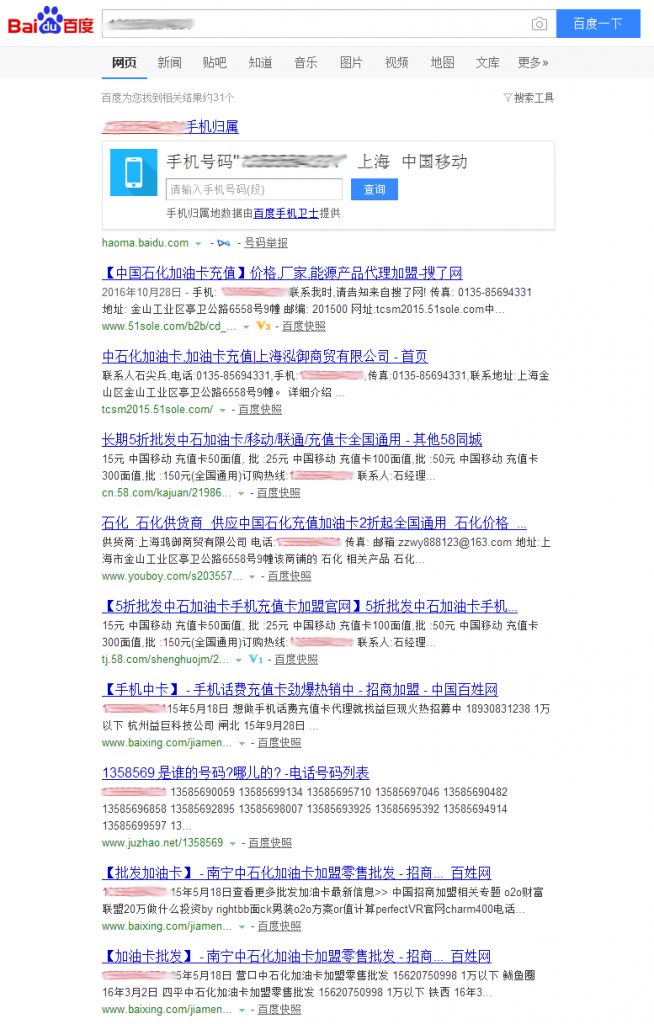 Bai du 百度
百度一下
网页 新闻 贴吧 知道 音乐 图片 视频 地图 文库 更多»
百度为您找到相关结果约31个 搜索工具
手机归属
手机号码" 上海 中国移动
请输入手机号码(段) 查询
手机归属地数据由百度手机卫士提供
haoma.baidu.com - 号码举报
【中国石化加油卡充值】价格,厂家,能源产品代理加盟-搜了网
2016年10月28日 - 手机: 联系我时,请告知来自搜了网! 传真: 0135-85694331
地址: 金山工业区亭卫公路6558号9幢 邮编: 201500 网址:tcsm2015.51sole.com中...
www.51sole.com/b2b/cd_... V3 - 百度快照
中石化加油卡,加油卡充值|上海泓御商贸有限公司 - 首页
联系人石尖兵,电话:0135-85694331,手机: ,传真:0135-85694331,联系地址:上海金
山区金山工业区亭卫公路6558号9幢。 详细介绍 ...
tcsm2015.51sole.com/ - 百度快照
长期5折批发中石加油卡/移动/联通/充值卡全国通用 - 其他58同城
15元 中国移动 充值卡50面值, 批 :25元 中国移动 充值卡100面值,批 :50元 中国移动 充值卡
300面值,批 :150元(全国通用)订购热线:1 联系人:石经理...
cn.58.com/kajuan/21986... - 百度快照
石化_石化供货商_供应中国石化充值加油卡2折起全国通用_石化价格_...
供货商:上海鸿御商贸有限公司 电话: 传真: 邮箱:zzwy888123@163.com 地址:上
海市金山工业区亭卫公路6558号9幢该商铺的 石化 相关产品 石化...
www.youboy.com/s203557... - 百度快照
【5折批发中石加油卡手机充值卡加盟官网】5折批发中石加油卡手机...
15元 中国移动 充值卡50面值, 批 :25元 中国移动 充值卡100面值,批 :50元 中国移动 充值卡
300面值,批 :150元(全国通用)订购热线:1 联系人:石经理...
tj.58.com/shenghuojm/2... V1 - 百度快照
【手机中卡】 - 手机话费充值卡劲爆热销中 - 招商加盟 - 中国百姓网
1 15年5月18日 想做手机话费充值卡代理就找益巨现火热招募中 18930831238 1万
以下 杭州益巨科技公司 闸北 15年9月28日 ...
www.baixing.com/jiamen... - 百度快照
1358569 是谁的号码?哪儿的? -电话号码列表
13585690059 13585699134 13585695710 13585697046 13585690482
13585696858 13585692895 13585698007 13585693925 13585695392 13585694914
13585699597 13...
www.juzhao.net/1358569 - 百度快照
【批发加油卡】 - 南宁中石化加油卡加盟零售批发 - 招商..._百姓网
1 15年5月18日查看更多批发加油卡最新信息>> 中国招商加盟相关专题 o2o财富
联盟20万做什么投资by rightbb面ck男装o2o方案or值计算perfectVR官网charm400电话...
www.baixing.com/jiamen... - 百度快照
【加油卡批发】 - 南宁中石化加油卡加盟零售批发 - 招商..._百姓网
15年5月18日 营口中石化加油卡加盟零售批发 15620750998 1万以下 鲅鱼圈
16年3月2日 四平中石化加油卡加盟零售批发 15620750998 1万以下 铁西 16年3...
www.baixing.com/jiamen... - 百度快照